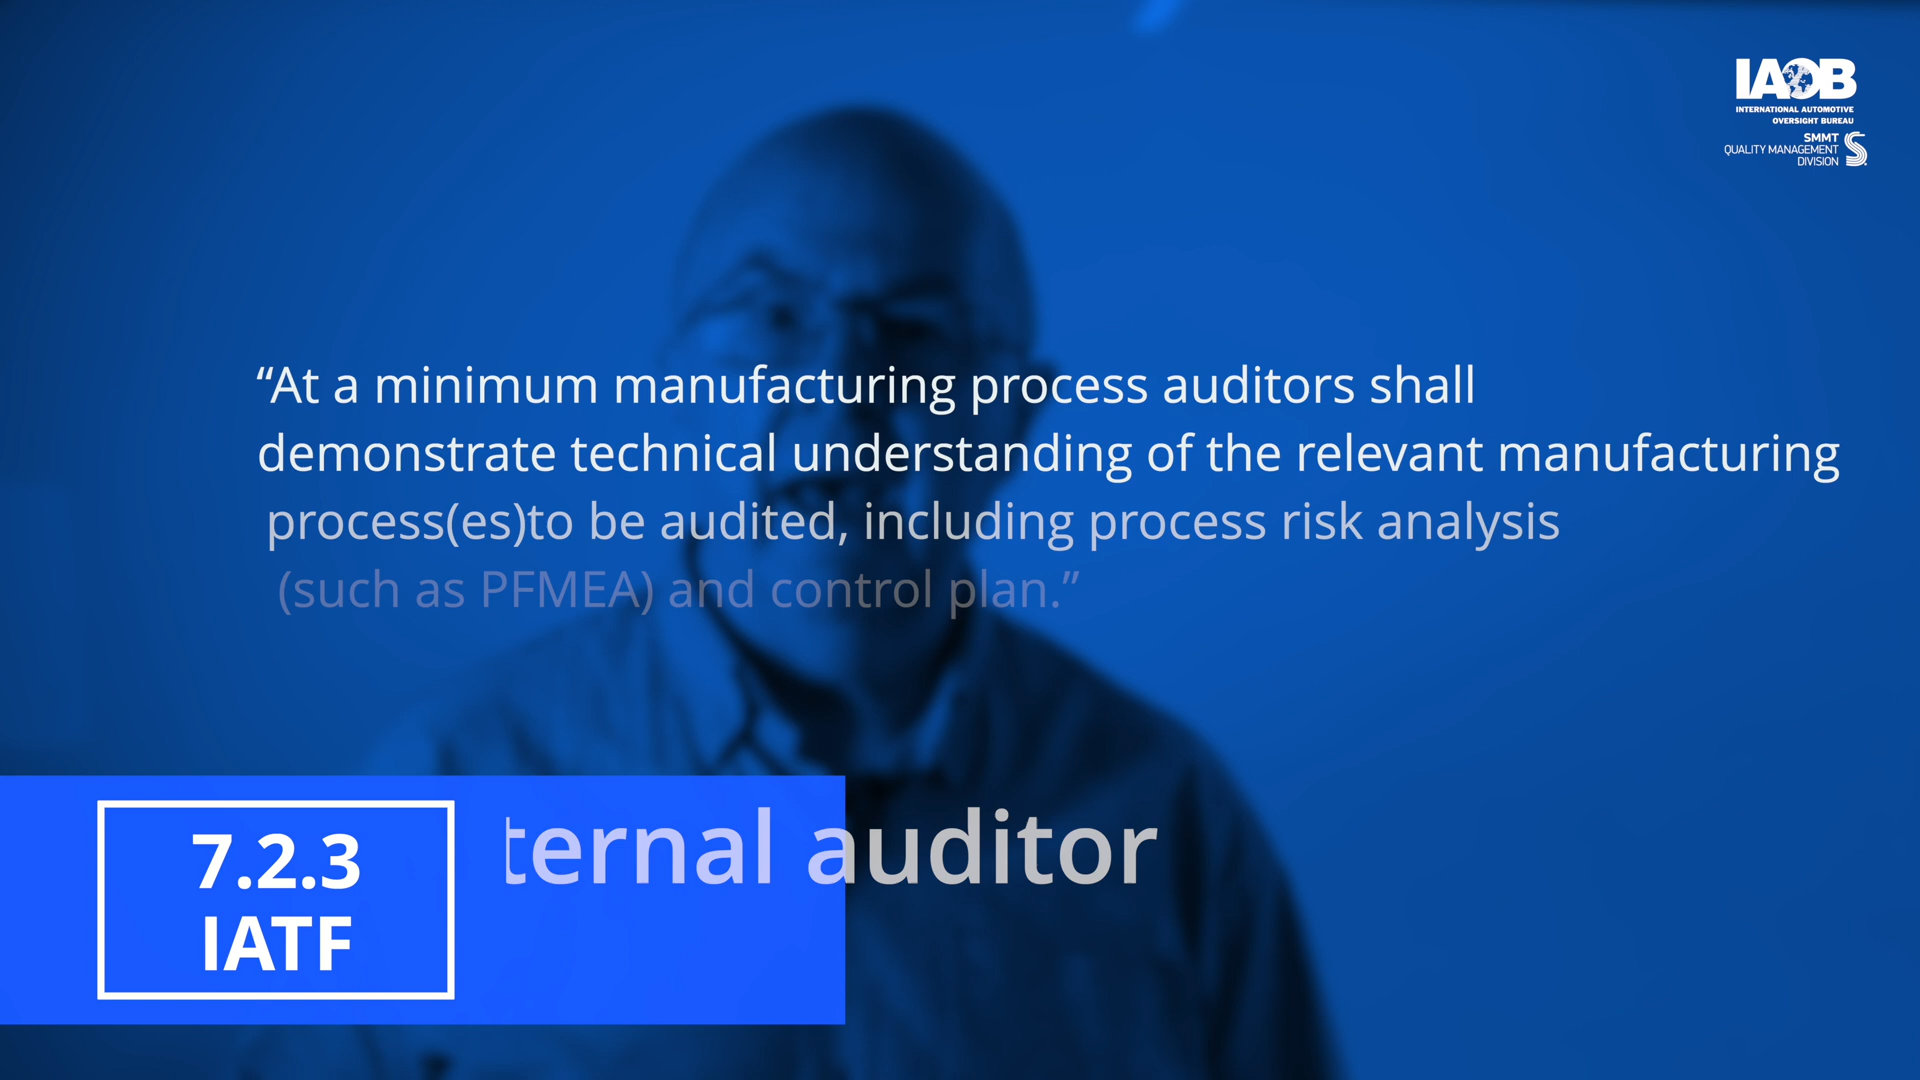 IAOB
INTERNATIONAL AUTOMOTIVE
OVERSIGHT BUREAU
SMMT
QUALITY MANAGEMENT
DIVISION
“At a minimum manufacturing process auditors shall
demonstrate technical understanding of the relevant manufacturing
process(es)to be audited, including process risk analysis
(such as PFMEA) and control plan.”
7.2.3
IATF
ternal auditor